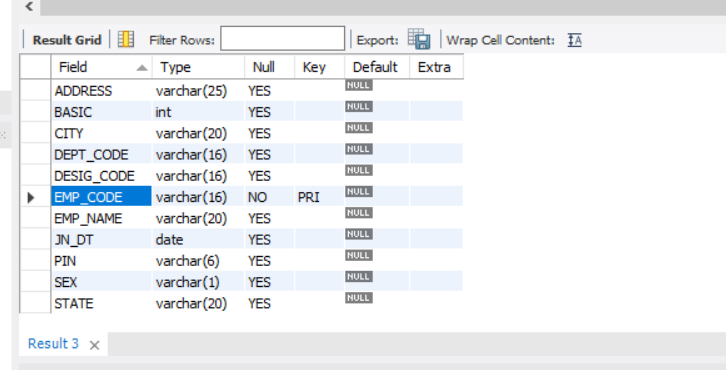 Result Grid Filter Rows: Export: Wrap Cell Content: IA
Field Type Null Key Default Extra
ADDRESS varchar(25) YES NULL
BASIC int YES NULL
CITY varchar(20) YES NULL
DEPT_CODE varchar(16) YES NULL
DESIG_CODE varchar(16) YES NULL
EMP_CODE varchar(16) NO PRI NULL
EMP_NAME varchar(20) YES NULL
JN_DT date YES NULL
PIN varchar(6) YES NULL
SEX varchar(1) YES NULL
STATE varchar(20) YES NULL
Result 3